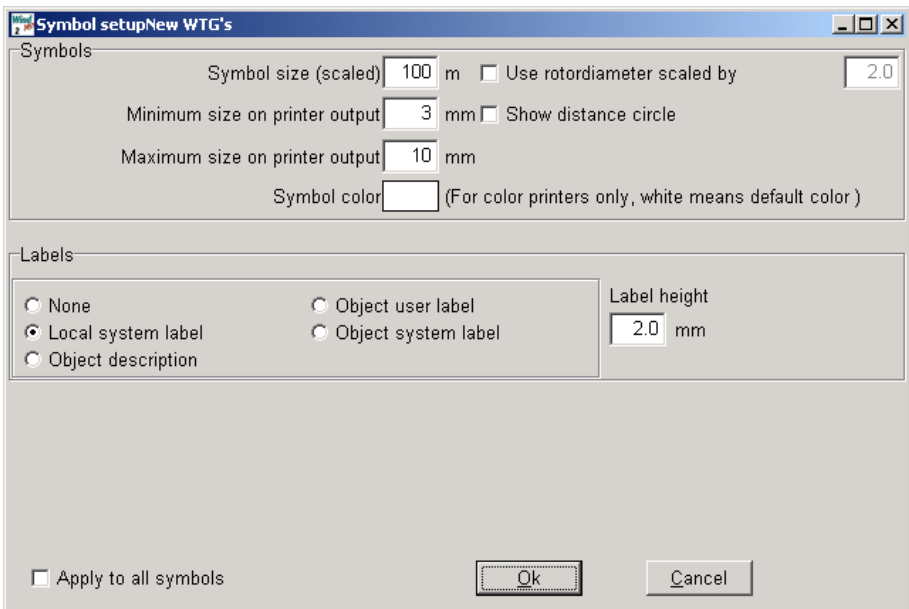 Symbol setupNew WTG's
Symbols
Symbol size (scaled) 100 m Use rotordiameter scaled by 2.0
Minimum size on printer output 3 mm Show distance circle
Maximum size on printer output 10 mm
Symbol color (For color printers only, white means default color )
Labels
None Object user label Label height
Local system label Object system label 2.0 mm
Object description
Apply to all symbols Ok Cancel